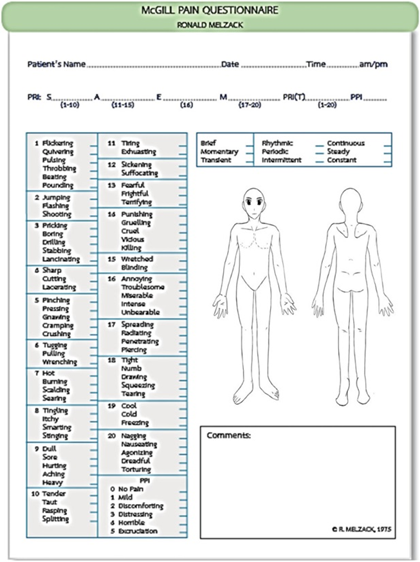 McGILL PAIN QUESTIONNAIRE
RONALD MELZACK
Patient's Name Date Time am/pm
PRI: S A E M PRI(T) PPI
(1-10) (11-15) (16) (17-20) (1-20)
1 Flickering
Quivering
Pulsing
Throbbing
Beating
Pounding
2 Jumping
Flashing
Shooting
3 Pricking
Boring
Drilling
Stabbing
Lancinating
6 Sharp
Cutting
Lacerating
5 Pinching
Pressing
Gnawing
Cramping
Crushing
6 Tugging
Pulling
Wrenching
7 Hot
Burning
Scalding
Searing
8 Tingling
Itchy
Smarting
Stinging
9 Dull
Sore
Hurting
Aching
Heavy
10 Tender
Taut
Rasping
Splitting
11 Tiring
Exhuasting
12 Sickening
Suffocating
13 Fearful
Frightful
Terrifying
16 Punishing
Gruelling
Cruel
Vicious
Killing
15 Wretched
Blinding
16 Annoying
Troublesome
Miserable
Intense
Unbearable
17 Spreading
Radiating
Penetrating
Piercing
18 Tight
Numb
Drawing
Squeezing
Tearing
19 Cool
Cold
Freezing
20 Nagging
Nauseating
Agonizing
Dreadful
Torturing
PPI
0 No Pain
1 Mild
2 Discomforting
3 Distressing
6 Horrible
5 Excruciation
Brief Rhythmic Continuous
Momentary Periodic Steady
Transient Intermittent Constant
Comments:
© R. MELZACK, 1975